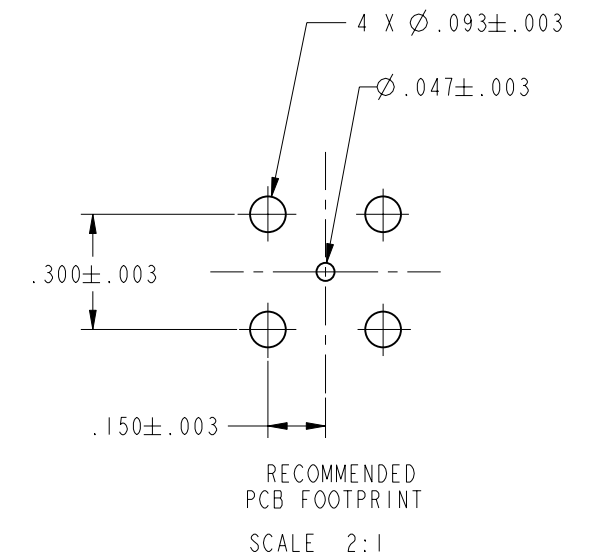 4 X ∅.093±.003
∅.047±.003
.300±.003
.150±.003
RECOMMENDED
PCB FOOTPRINT
SCALE 2:1